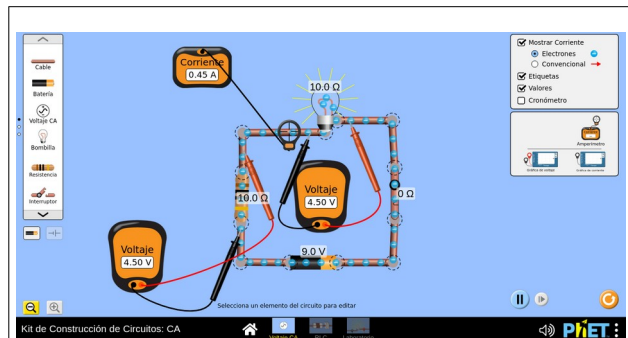 Cable
Batería
Voltaje CA
Bombilla
Resistencia
Interruptor
Corriente
0.45 A
10.0 Ω
10.0 Ω
Voltaje
4.50 V
0 Ω
Voltaje
4.50 V
9.0 V
Selecciona un elemento del circuito para editar
Mostrar Corriente
Electrones
Convencional
Etiquetas
Valores
Cronómetro
Amperímetro
Gráfica de voltaje
Gráfica de corriente
Kit de Construcción de Circuitos: CA
Voltaje CA
RLC
Laboratorio
PhET